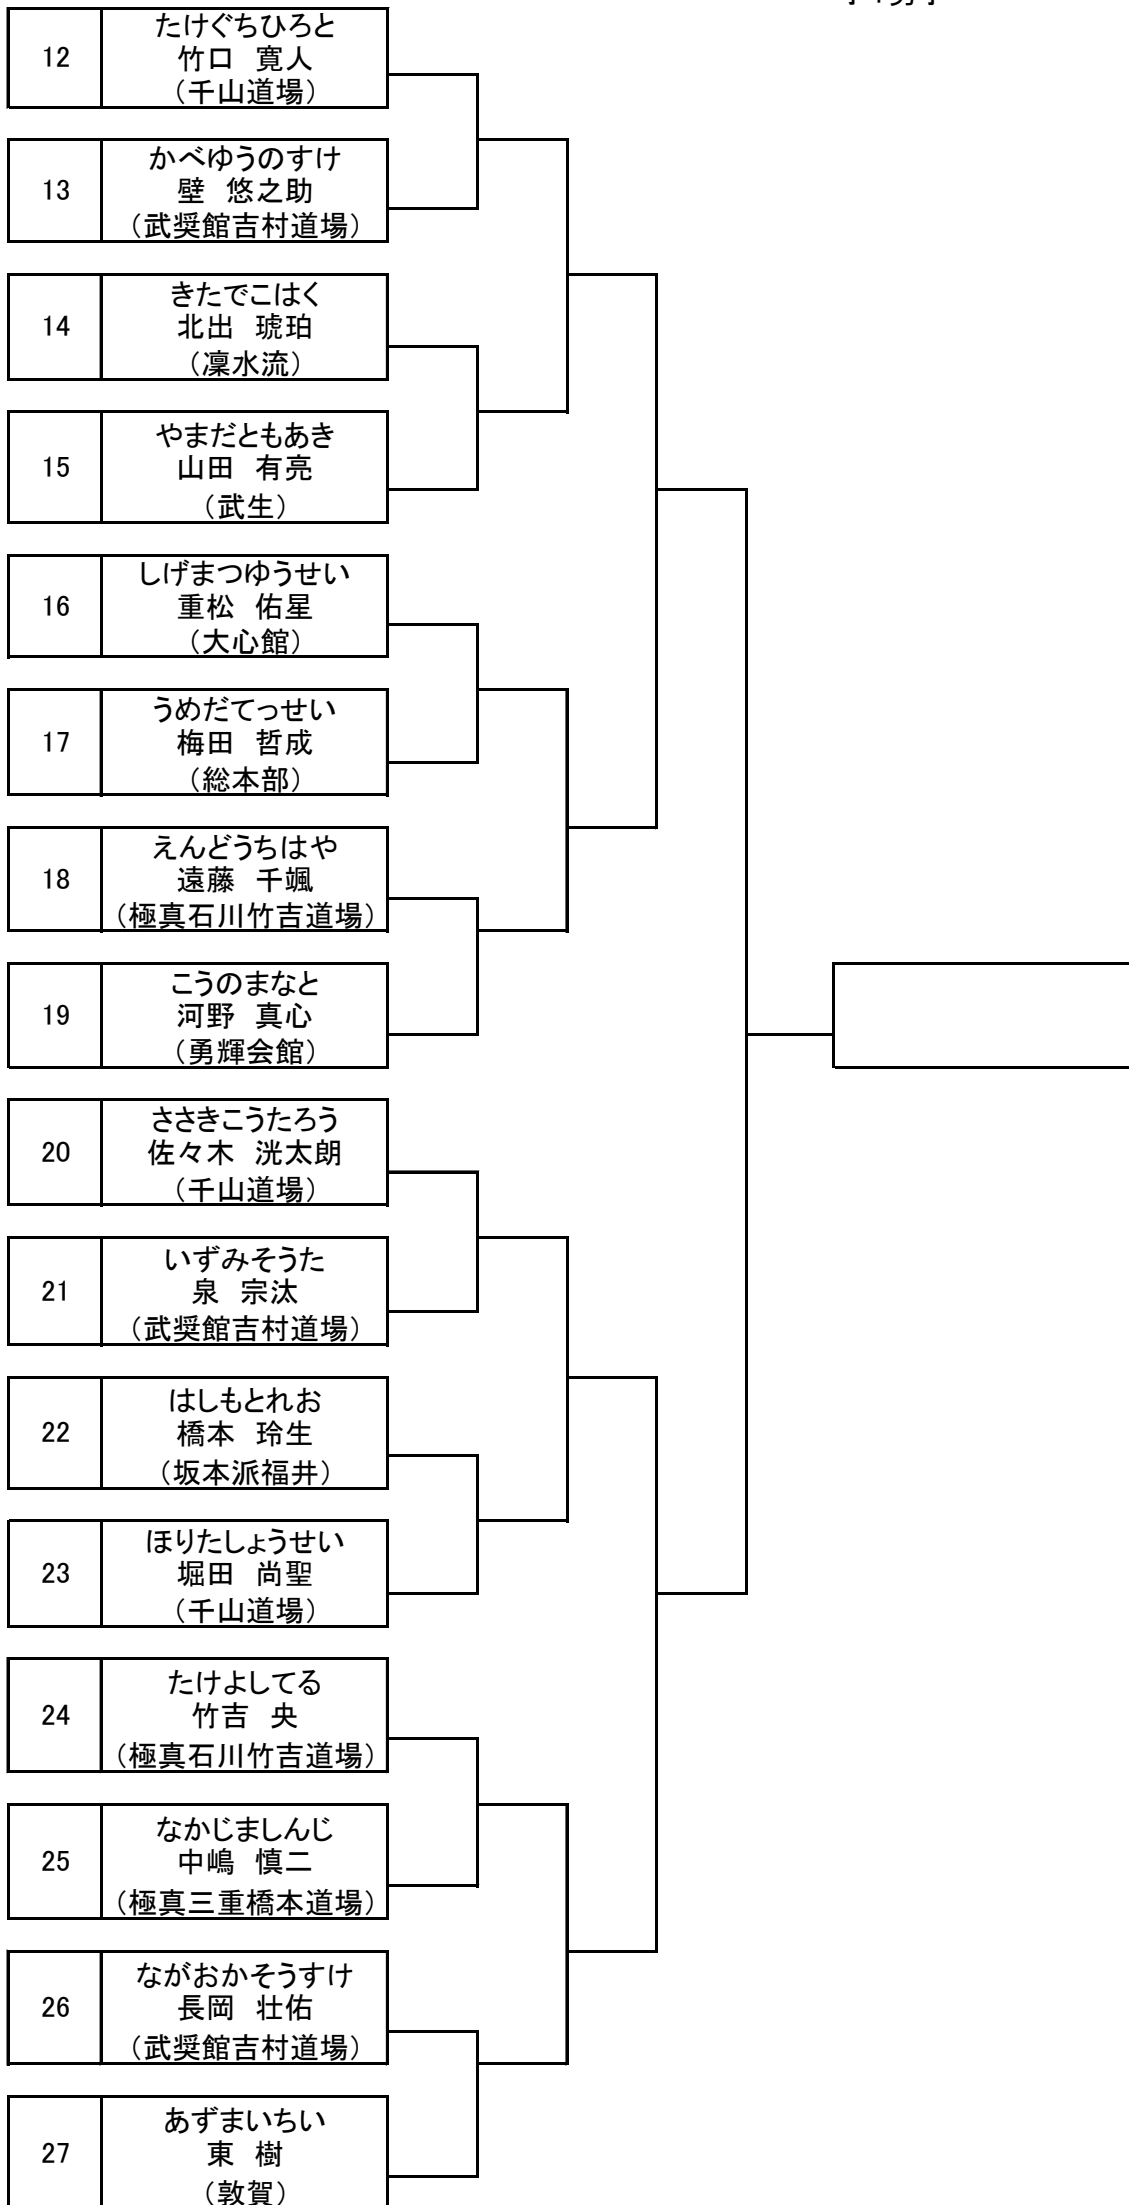 12
たけぐちひろと
竹口 寛人
（千山道場）
13
かべゆうのすけ
壁 悠之助
（武奨館吉村道場）
14
きたでこはく
北出 琥珀
（凜水流）
15
やまだともあき
山田 有亮
（武生）
16
しげまつゆうせい
重松 佑星
（大心館）
17
うめだてっせい
梅田 哲成
（総本部）
18
えんどうちはや
遠藤 千颯
（極真石川竹吉道場）
19
こうのまなと
河野 真心
（勇輝会館）
20
ささきこうたろう
佐々木 洸太朗
（千山道場）
21
いずみそうた
泉 宗汰
（武奨館吉村道場）
22
はしもとれお
橋本 玲生
（坂本派福井）
23
ほりたしょうせい
堀田 尚聖
（千山道場）
24
たけよしてる
竹吉 央
（極真石川竹吉道場）
25
なかじましんじ
中嶋 慎二
（極真三重橋本道場）
26
ながおかそうすけ
長岡 壮佑
（武奨館吉村道場）
27
あずまいちい
東 樹
（敦賀）